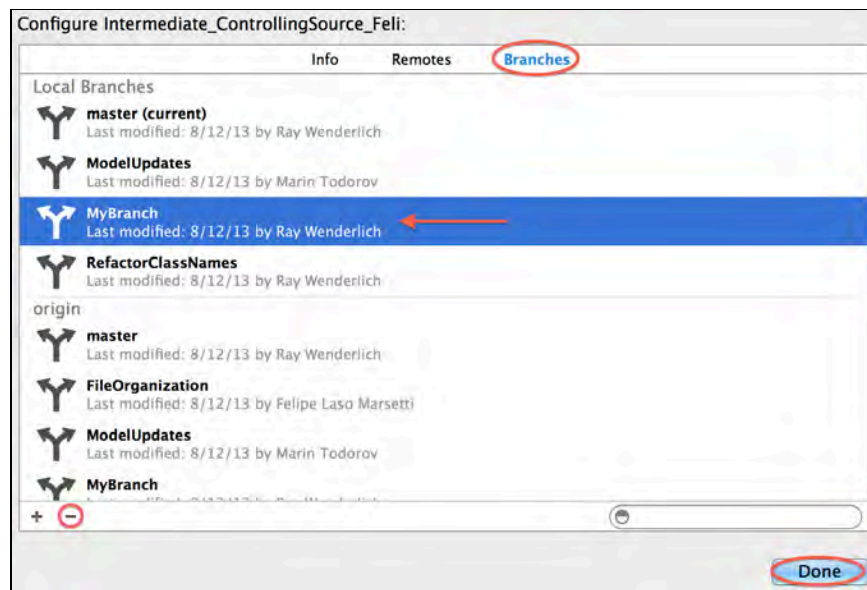 Configure Intermediate_ControllingSource_Feli:
Info Remotes Branches
Local Branches
master (current)
Last modified: 8/12/13 by Ray Wenderlich
ModelUpdates
Last modified: 8/12/13 by Marin Todorov
MyBranch
Last modified: 8/12/13 by Ray Wenderlich
RefactorClassNames
Last modified: 8/12/13 by Ray Wenderlich
origin
master
Last modified: 8/12/13 by Ray Wenderlich
FileOrganization
Last modified: 8/12/13 by Felipe Laso Marsetti
ModelUpdates
Last modified: 8/12/13 by Marin Todorov
MyBranch
+ −
Done